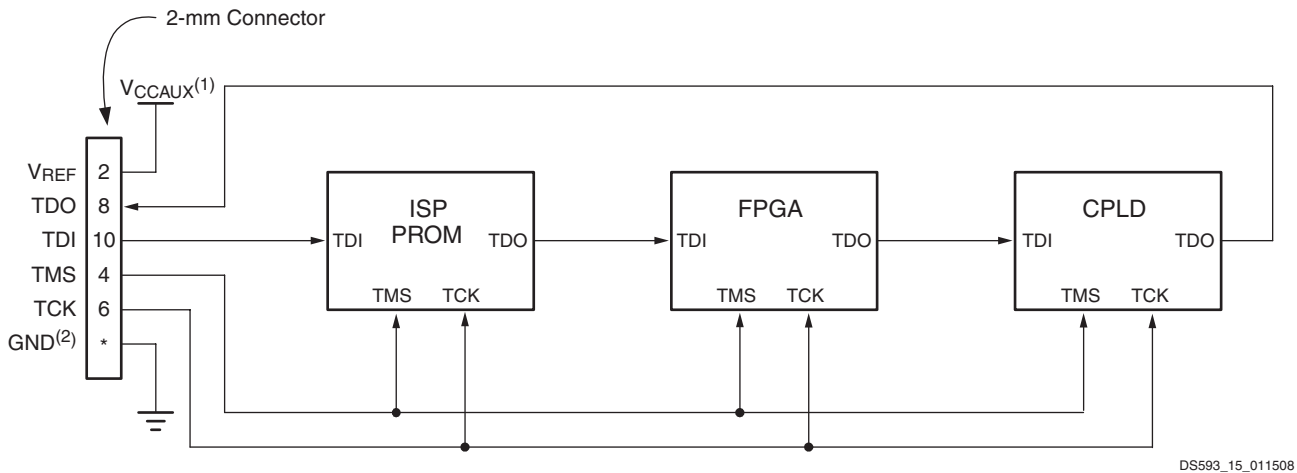 2-mm Connector
VCCAUX(1)
VREF 2
TDO 8
TDI 10
TMS 4
TCK 6
GND(2) *
ISP
PROM
TDI TDO
TMS TCK
FPGA
TDI TDO
TMS TCK
CPLD
TDI TDO
TMS TCK
DS593_15_011508